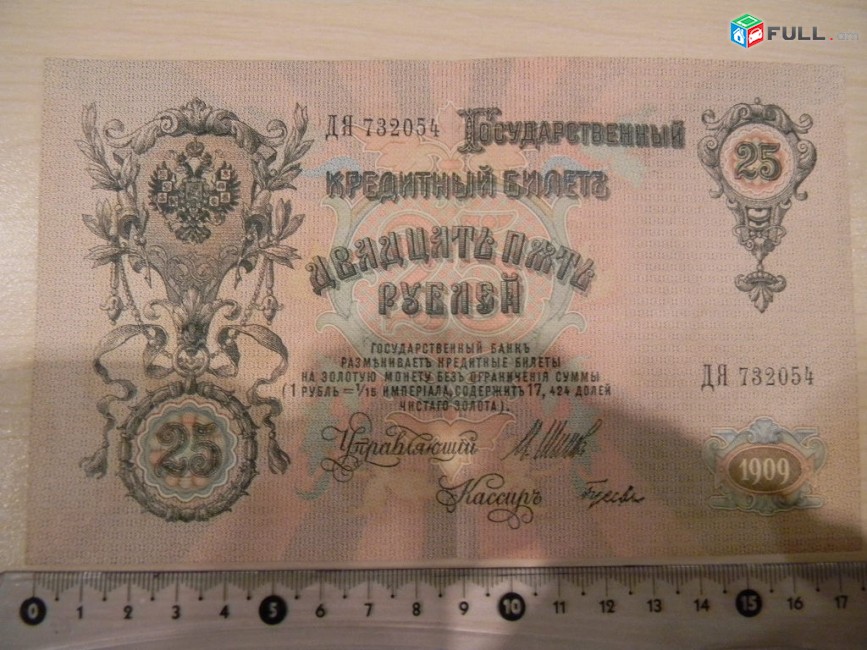 FULL.am
ДЯ 732054 Государственный
25
кредитный билетъ
двадцать пять
рублей
ГОСУДАРСТВЕННЫЙ БАНКЪ
РАЗМѢНИВАЕТЪ КРЕДИТНЫЕ БИЛЕТЫ
НА ЗОЛОТУЮ МОНЕТУ БЕЗЪ ОГРАНИЧЕНІЯ СУММЫ
(1 РУБЛЬ = 1/15 ИМПЕРІАЛА, СОДЕРЖИТЪ 17, 424 ДОЛЕЙ
ЧИСТАГО ЗОЛОТА).
ДЯ 732054
25
Управляющій
Кассиръ
1909
0 1 2 3 4 5 6 7 8 9 10 11 12 13 14 15 16 17